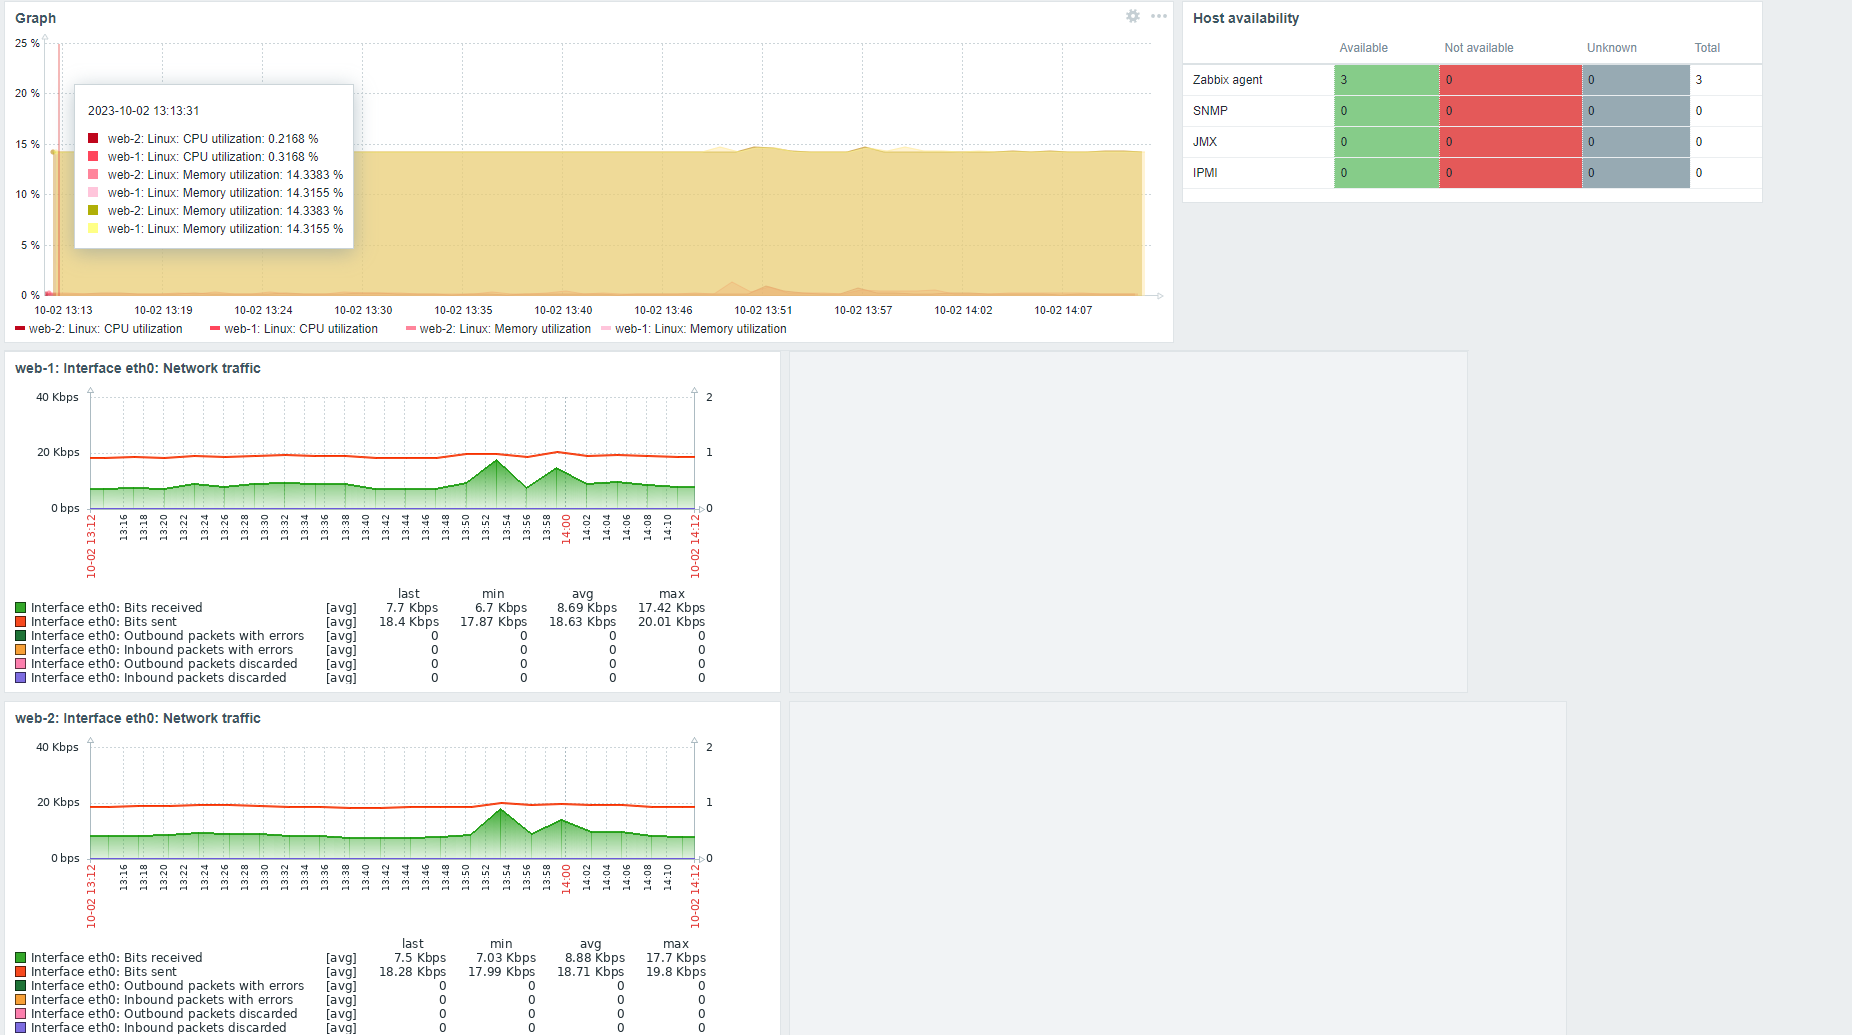 Graph
25 %
20 %
15 %
10 %
5 %
0 %
2023-10-02 13:13:31
web-2: Linux: CPU utilization: 0.2168 %
web-1: Linux: CPU utilization: 0.3168 %
web-2: Linux: Memory utilization: 14.3383 %
web-1: Linux: Memory utilization: 14.3155 %
web-2: Linux: Memory utilization: 14.3383 %
web-1: Linux: Memory utilization: 14.3155 %
10-02 13:13 10-02 13:19 10-02 13:24 10-02 13:30 10-02 13:35 10-02 13:40 10-02 13:46 10-02 13:51 10-02 13:57 10-02 14:02 10-02 14:07
web-2: Linux: CPU utilization web-1: Linux: CPU utilization web-2: Linux: Memory utilization web-1: Linux: Memory utilization
Host availability
Available Not available Unknown Total
Zabbix agent 3 0 0 3
SNMP 0 0 0 0
JMX 0 0 0 0
IPMI 0 0 0 0
web-1: Interface eth0: Network traffic
40 Kbps 2
20 Kbps 1
0 bps 0
10-02 13:12 13:16 13:18 13:20 13:22 13:24 13:26 13:28 13:30 13:32 13:34 13:36 13:38 13:40 13:42 13:44 13:46 13:48 13:50 13:52 13:54 13:56 13:58 14:00 14:02 14:04 14:06 14:08 14:10 10-02 14:12
last min avg max
Interface eth0: Bits received [avg] 7.7 Kbps 6.7 Kbps 8.69 Kbps 17.42 Kbps
Interface eth0: Bits sent [avg] 18.4 Kbps 17.87 Kbps 18.63 Kbps 20.01 Kbps
Interface eth0: Outbound packets with errors [avg] 0 0 0 0
Interface eth0: Inbound packets with errors [avg] 0 0 0 0
Interface eth0: Outbound packets discarded [avg] 0 0 0 0
Interface eth0: Inbound packets discarded [avg] 0 0 0 0
web-2: Interface eth0: Network traffic
40 Kbps 2
20 Kbps 1
0 bps 0
10-02 13:12 13:16 13:18 13:20 13:22 13:24 13:26 13:28 13:30 13:32 13:34 13:36 13:38 13:40 13:42 13:44 13:46 13:48 13:50 13:52 13:54 13:56 13:58 14:00 14:02 14:04 14:06 14:08 14:10 10-02 14:12
last min avg max
Interface eth0: Bits received [avg] 7.5 Kbps 7.03 Kbps 8.88 Kbps 17.7 Kbps
Interface eth0: Bits sent [avg] 18.28 Kbps 17.99 Kbps 18.71 Kbps 19.8 Kbps
Interface eth0: Outbound packets with errors [avg] 0 0 0 0
Interface eth0: Inbound packets with errors [avg] 0 0 0 0
Interface eth0: Outbound packets discarded [avg] 0 0 0 0
Interface eth0: Inbound packets discarded [avg] 0 0 0 0